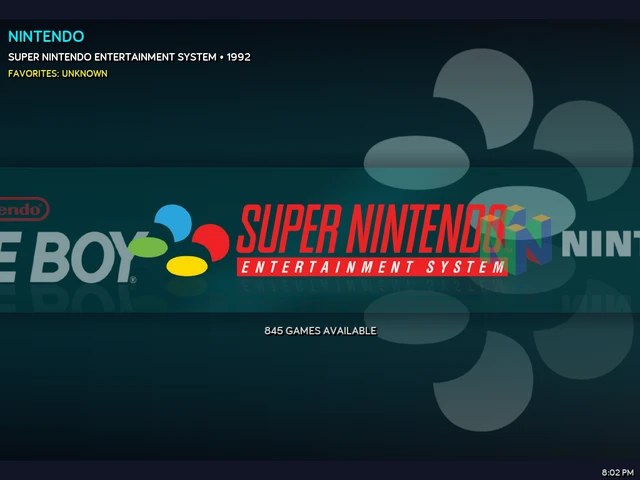 NINTENDO
SUPER NINTENDO ENTERTAINMENT SYSTEM • 1992
FAVORITES: UNKNOWN
endo
E BOY
SUPER NINTENDO
ENTERTAINMENT SYSTEM
NINT
845 GAMES AVAILABLE
8:02 PM